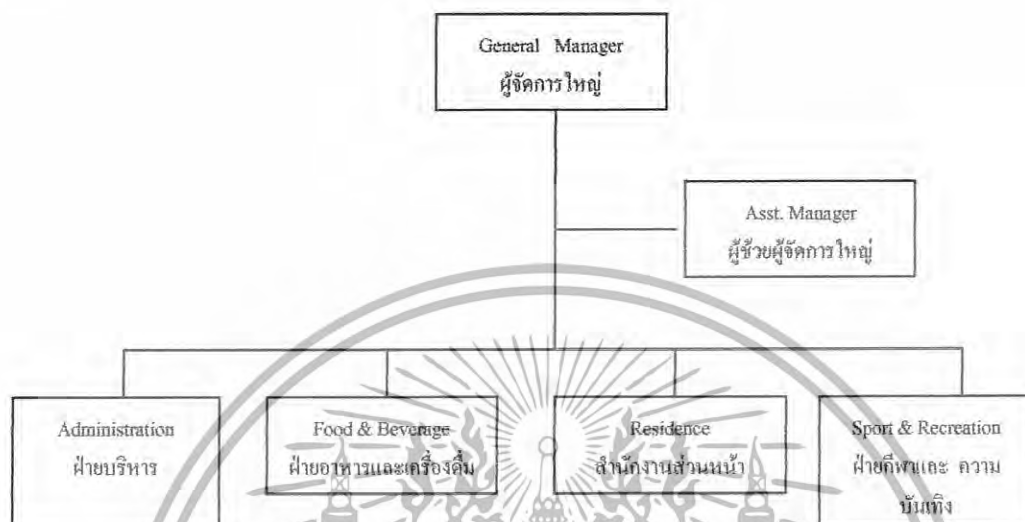 General Manager
ผู้จัดการใหญ่
Asst. Manager
ผู้ช่วยผู้จัดการใหญ่
Administration
ฝ่ายบริหาร
Food & Beverage
ฝ่ายอาหารและเครื่องดื่ม
Residence
สำนักงานส่วนหน้า
Sport & Recreation
ฝ่ายกีฬาและ ความ
บันเทิง